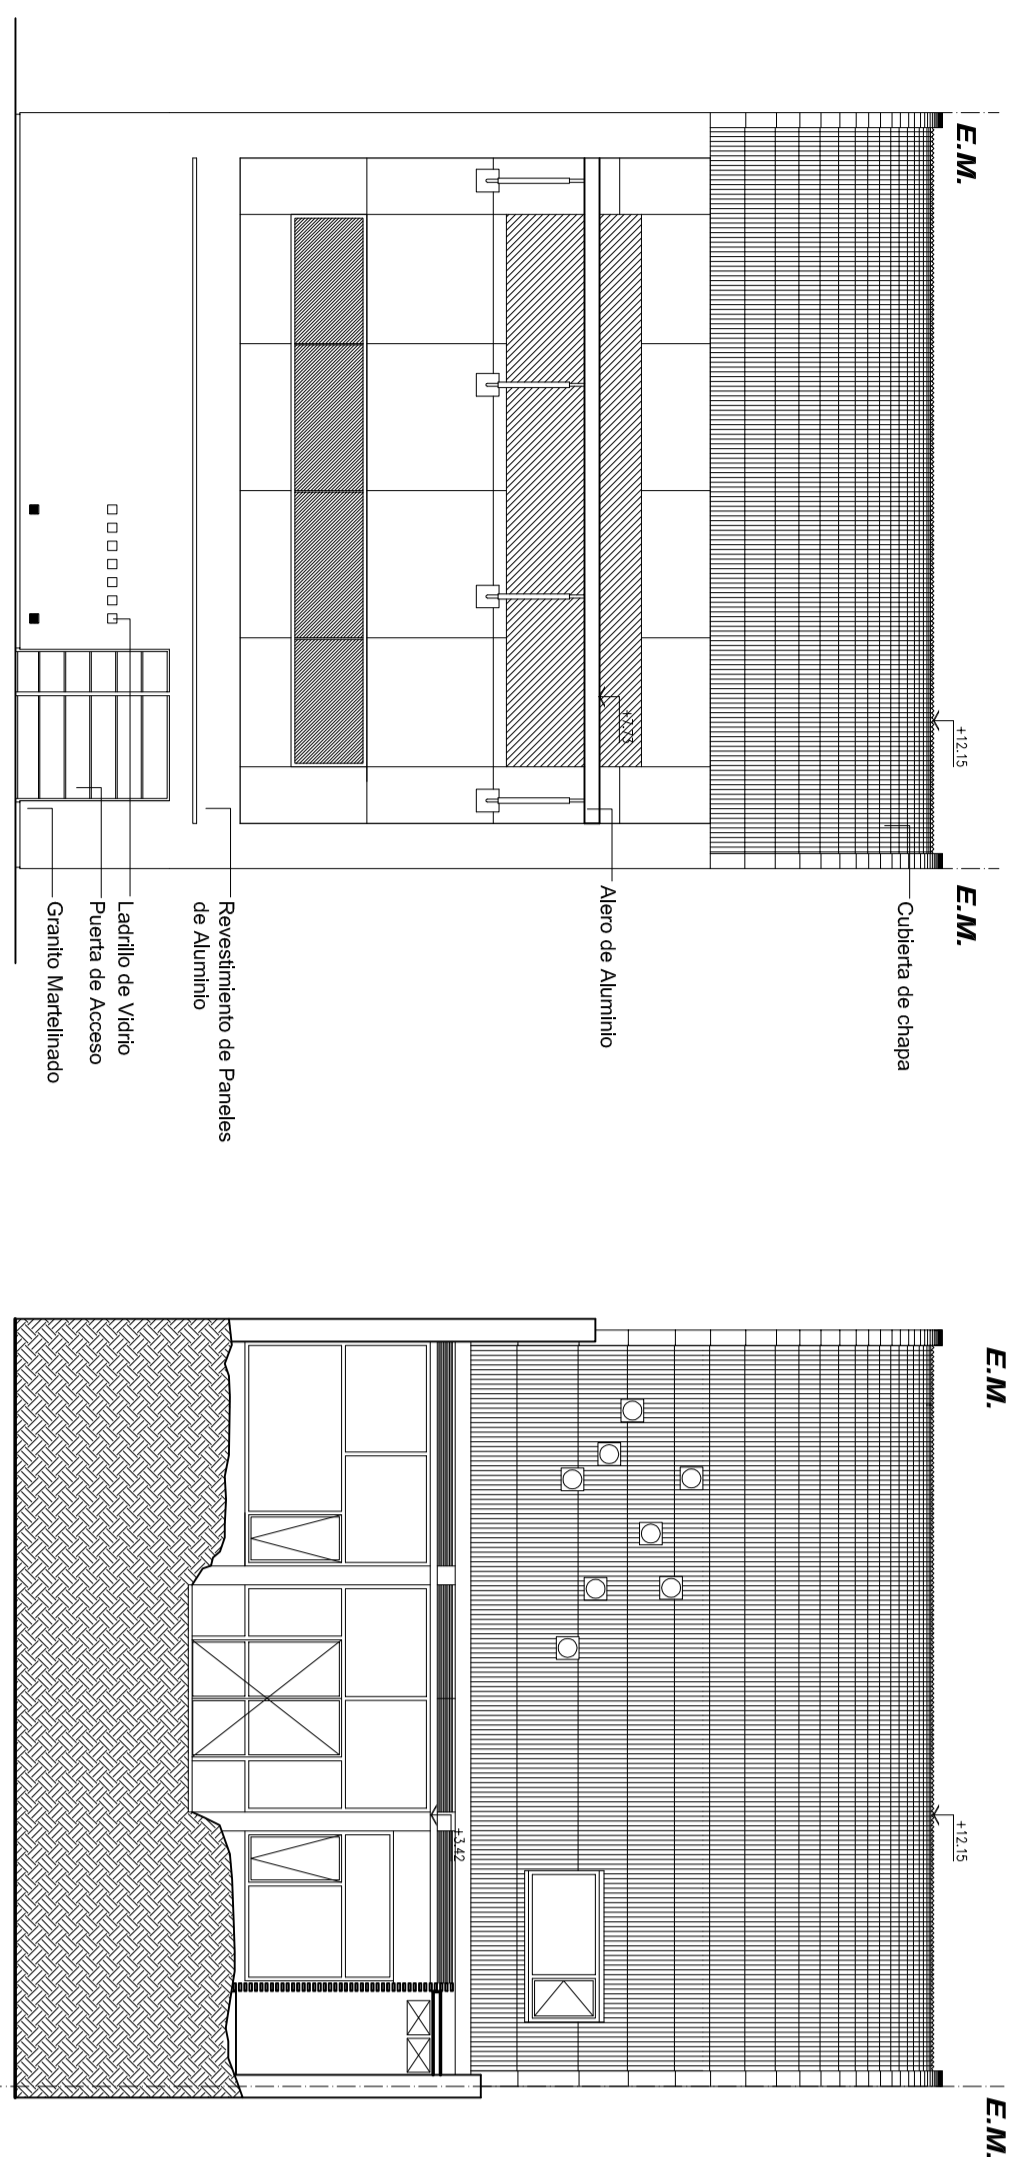 E.M.
E.M.
+12.15
Cubierta de chapa
+7.73
Alero de Aluminio
Revestimiento de Paneles
de Aluminio
Ladrillo de Vidrio
Puerta de Acceso
Granito Martelinado
E.M.
E.M.
+12.15
+3.42